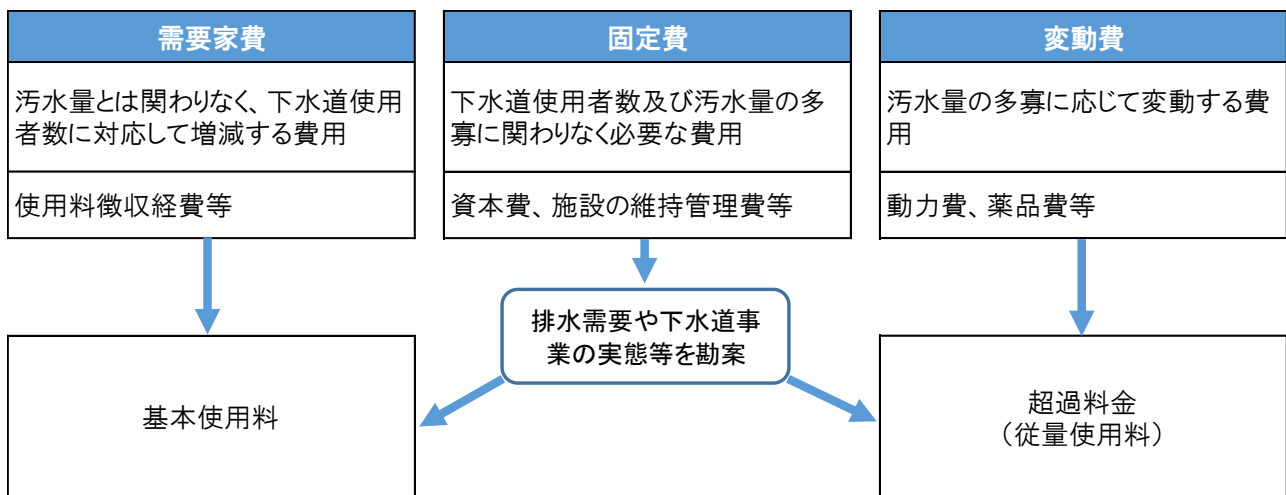 需要家費
汚水量とは関わりなく、下水道使用
者数に対応して増減する費用
使用料徴収経費等
固定費
下水道使用者数及び汚水量の多
寡に関わりなく必要な費用
資本費、施設の維持管理費等
変動費
汚水量の多寡に応じて変動する費
用
動力費、薬品費等
排水需要や下水道事
業の実態等を勘案
基本使用料
超過料金
（従量使用料）